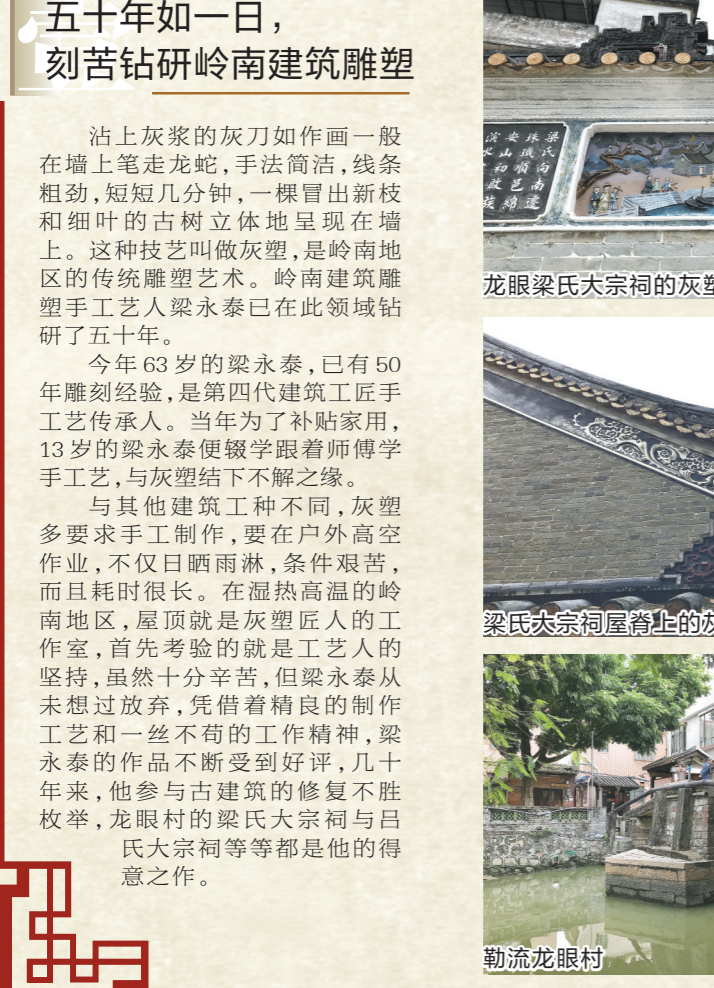 五十年如一日，
刻苦钻研岭南建筑雕塑
沾上灰浆的灰刀如作画一般
在墙上笔走龙蛇，手法简洁，线条
粗劲，短短几分钟，一棵冒出新枝
和细叶的古树立体地呈现在墙
上。这种技艺叫做灰塑，是岭南地
区的传统雕塑艺术。岭南建筑雕
塑手工艺人梁永泰已在此领域钻
研了五十年。
今年63岁的梁永泰，已有50
年雕刻经验，是第四代建筑工匠手
工艺传承人。当年为了补贴家用，
13岁的梁永泰便辍学跟着师傅学
手工艺，与灰塑结下不解之缘。
与其他建筑工种不同，灰塑
多要求手工制作，要在户外高空
作业，不仅日晒雨淋，条件艰苦，
而且耗时很长。在湿热高温的岭
南地区，屋顶就是灰塑匠人的工
作室，首先考验的就是工艺人的
坚持，虽然十分辛苦，但梁永泰从
未想过放弃，凭借着精良的制作
工艺和一丝不苟的工作精神，梁
永泰的作品不断受到好评，几十
年来，他参与古建筑的修复不胜
枚举，龙眼村的梁氏大宗祠与吕
氏大宗祠等等都是他的得
意之作。
龙眼梁氏大宗祠的灰塑
梁氏大宗祠屋脊上的灰
勒流龙眼村